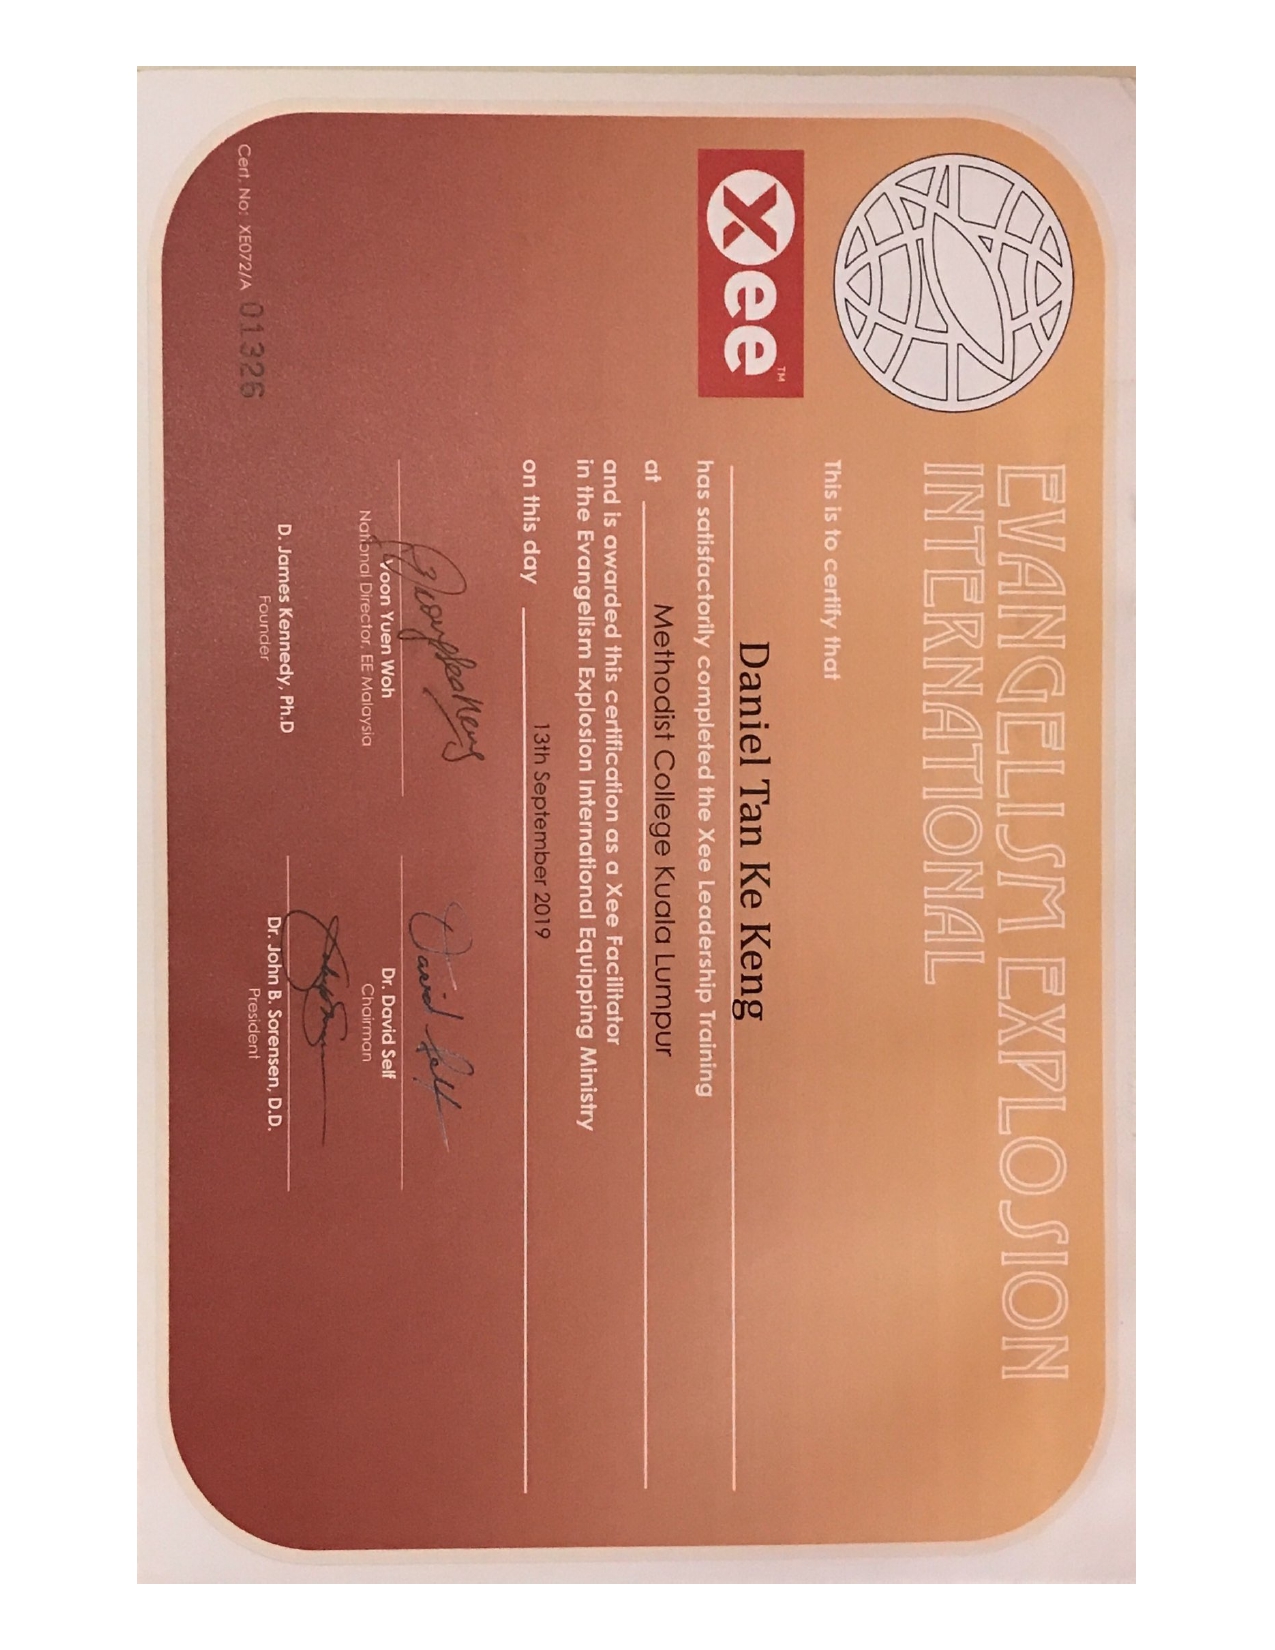 EVANGELISM EXPLOSION
INTERNATIONAL
xee™
This is to certify that
Daniel Tan Ke Keng
has satisfactorily completed the Xee Leadership Training
at Methodist College Kuala Lumpur
and is awarded this certification as a Xee Facilitator
in the Evangelism Explosion International Equipping Ministry
on this day 13th September 2019
David Self
Yoon Yuen Woh
National Director, EE Malaysia
Dr. David Self
Chairman
D. James Kennedy, Ph.D
Founder
Dr. John B. Sorensen, D.D.
President
Cert. No: XE072/A 01326